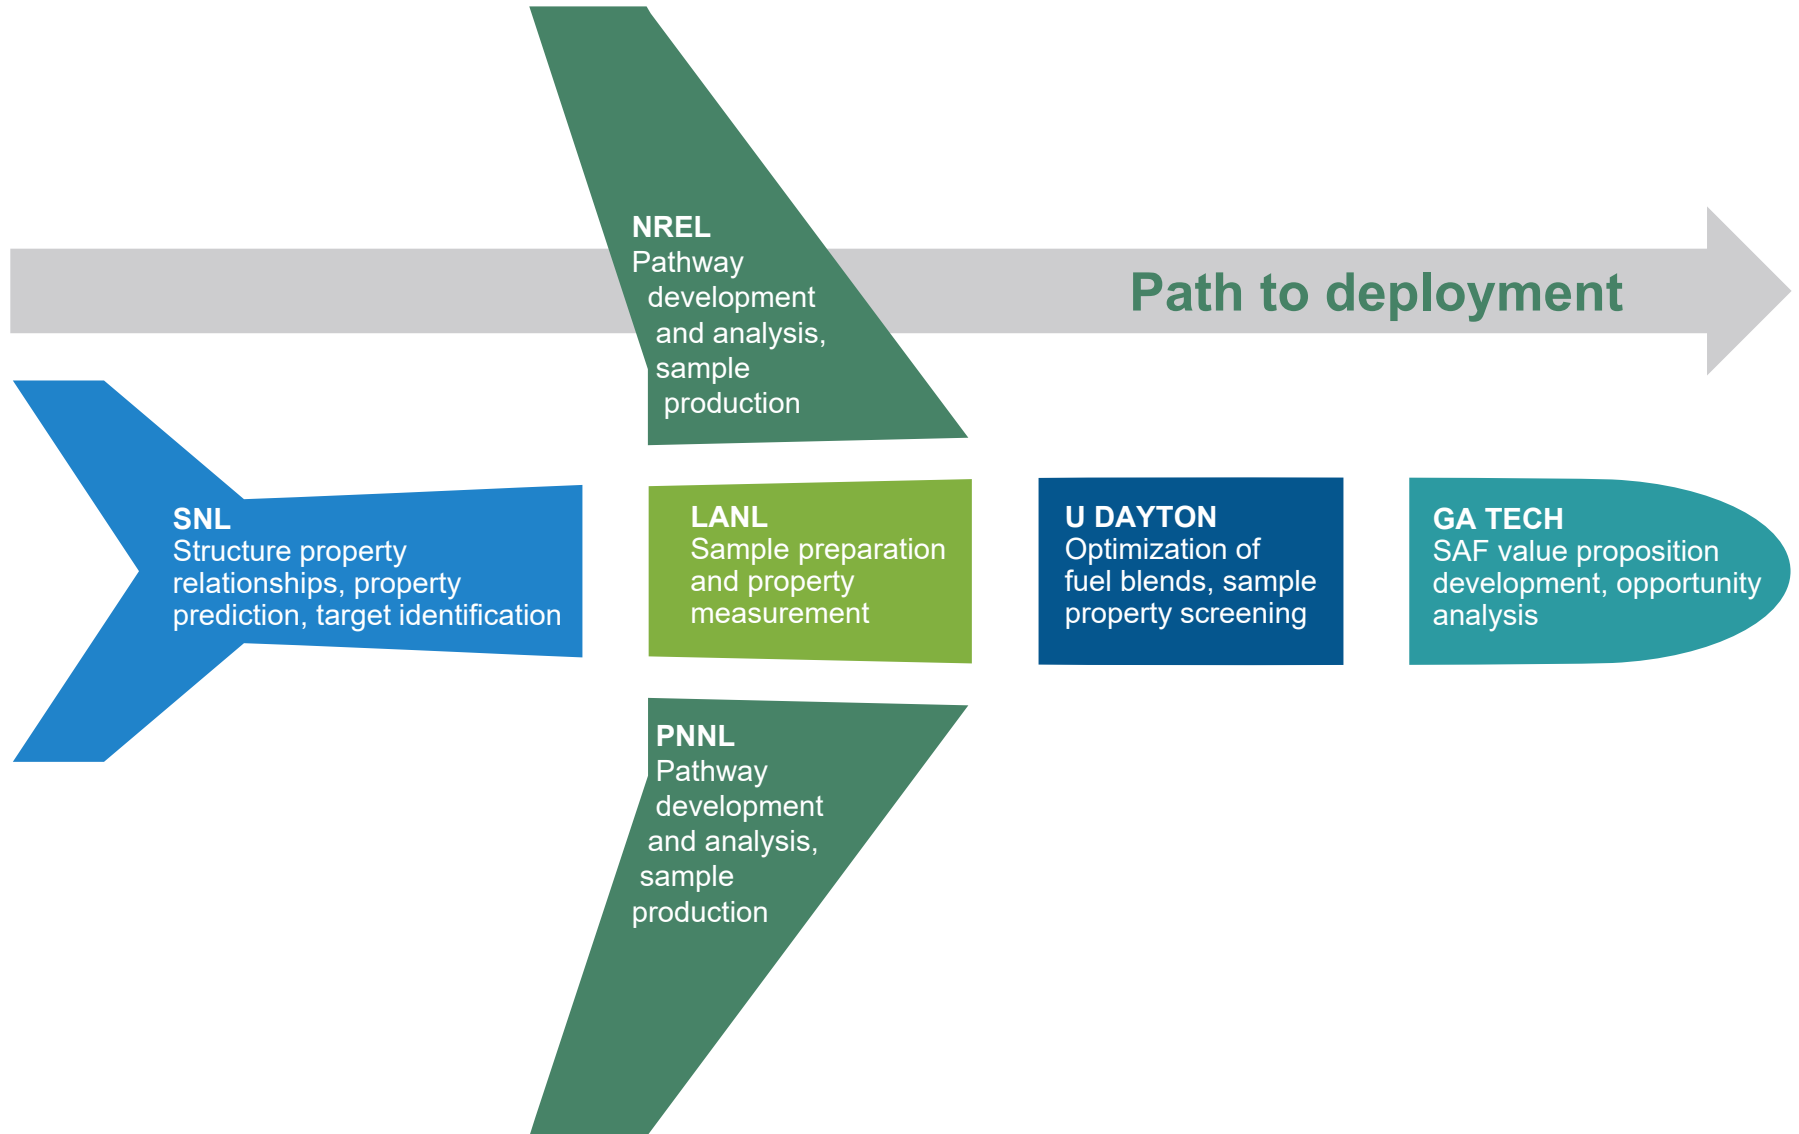 NREL
Pathway
development
and analysis,
sample
production
Path to deployment
SNL
Structure property
relationships, property
prediction, target identification
LANL
Sample preparation
and property
measurement
U DAYTON
Optimization of
fuel blends, sample
property screening
GA TECH
SAF value proposition
development, opportunity
analysis
PNNL
Pathway
development
and analysis,
sample
production